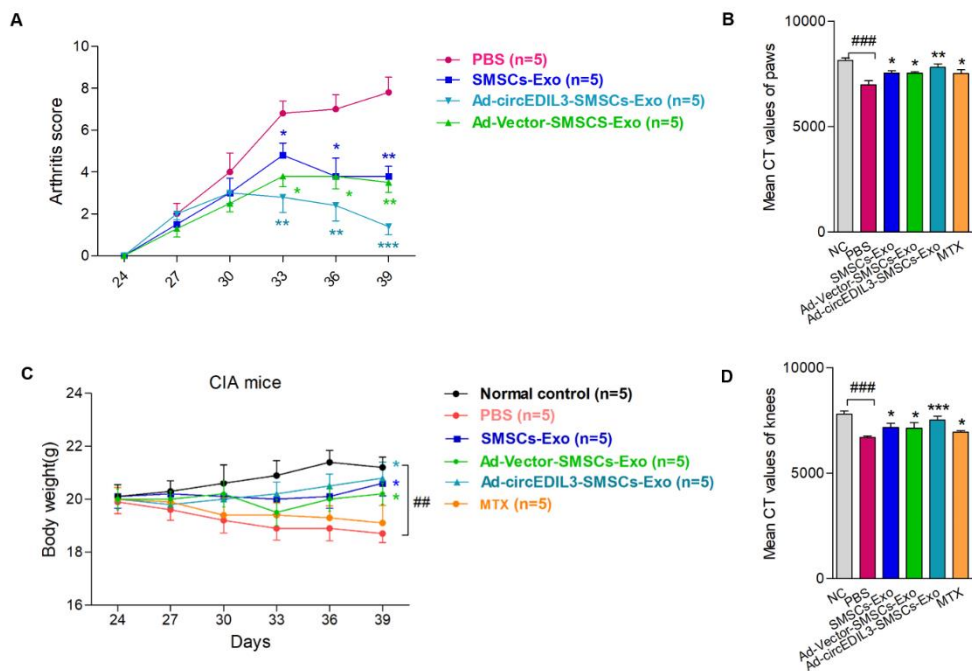 A
Arthritis score
10
8
6
4
2
0
24
27
30
33
36
39
*
*
**
*
*
**
**
**
***
PBS (n=5)
SMSCs-Exo (n=5)
Ad-circEDIL3-SMSCs-Exo (n=5)
Ad-Vector-SMSCS-Exo (n=5)
B
Mean CT values of paws
10000
5000
0
###
*
*
**
*
NC
PBS
SMSCs-Exo
Ad-Vector-SMSCs-Exo
Ad-circEDIL3-SMSCs-Exo
MTX
C
CIA mice
Body weight(g)
24
22
20
18
16
24
27
30
33
36
39
Days
*
*
*
##
Normal control (n=5)
PBS (n=5)
SMSCs-Exo (n=5)
Ad-Vector-SMSCs-Exo (n=5)
Ad-circEDIL3-SMSCs-Exo (n=5)
MTX (n=5)
D
Mean CT values of knees
10000
5000
0
###
*
*
***
*
NC
PBS
SMSCs-Exo
Ad-Vector-SMSCs-Exo
Ad-circEDIL3-SMSCs-Exo
MTX